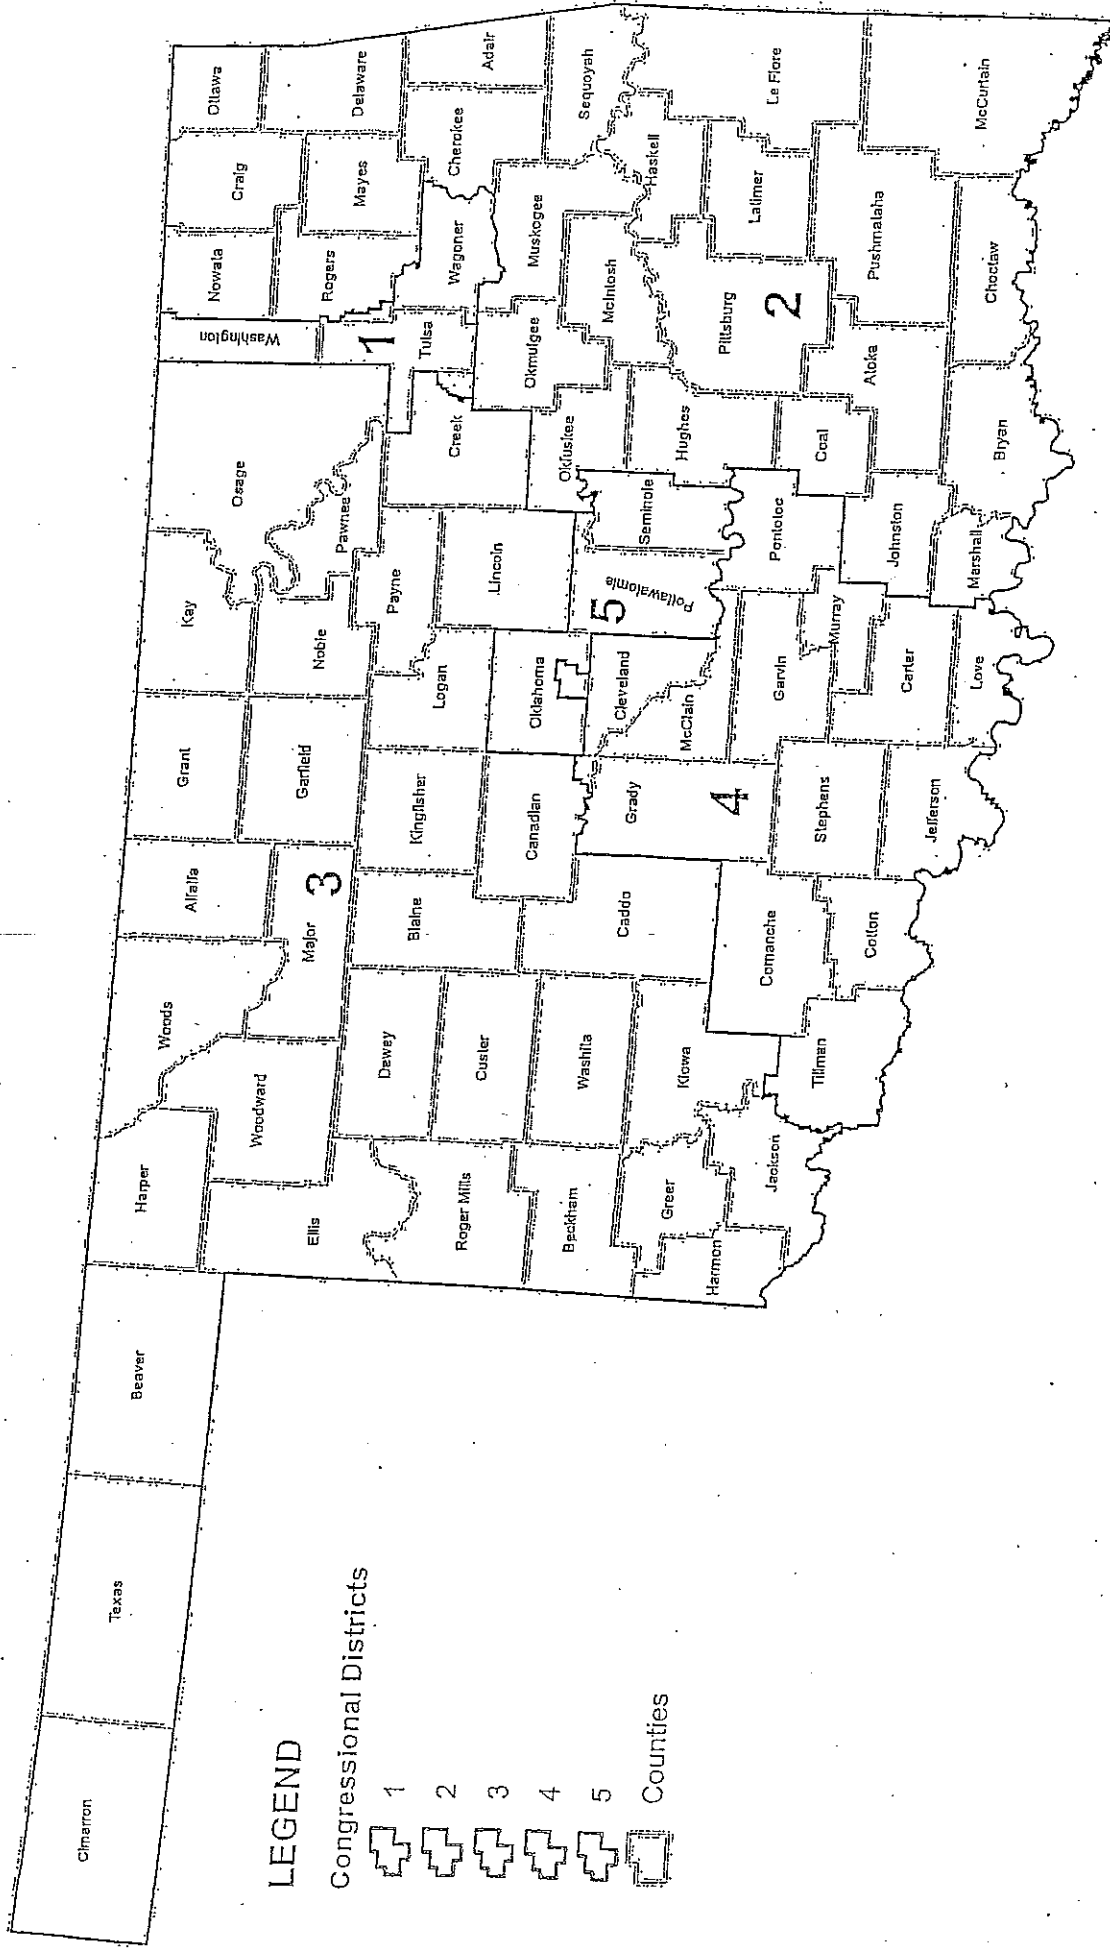 Cimarron
Texas
Beaver
Harper
Woods
Alfalfa
Grant
Kay
Osage
Washington
Nowata
Craig
Ottawa
Delaware
Ellis
Woodward
Major
3
Garfield
Noble
Pawnee
1
Rogers
Mayes
Adair
Roger Mills
Dewey
Blaine
Kingfisher
Logan
Payne
Creek
Tulsa
Wagoner
Cherokee
Custer
Canadian
Oklahoma
Lincoln
Okfuskee
Okmulgee
Muskogee
Sequoyah
Beckham
Washita
Caddo
Grady
Cleveland
McClain
Pottawatomie
5
Seminole
Hughes
McIntosh
Haskell
Greer
Kiowa
Harmon
Jackson
Comanche
4
Garvin
Pontotoc
Pittsburg
2
Latimer
Le Flore
Tillman
Cotton
Stephens
Murray
Johnston
Coal
Atoka
Pushmataha
McCurtain
Jefferson
Carter
Love
Marshall
Bryan
Choctaw
LEGEND
Congressional Districts
1
2
3
4
5
Counties